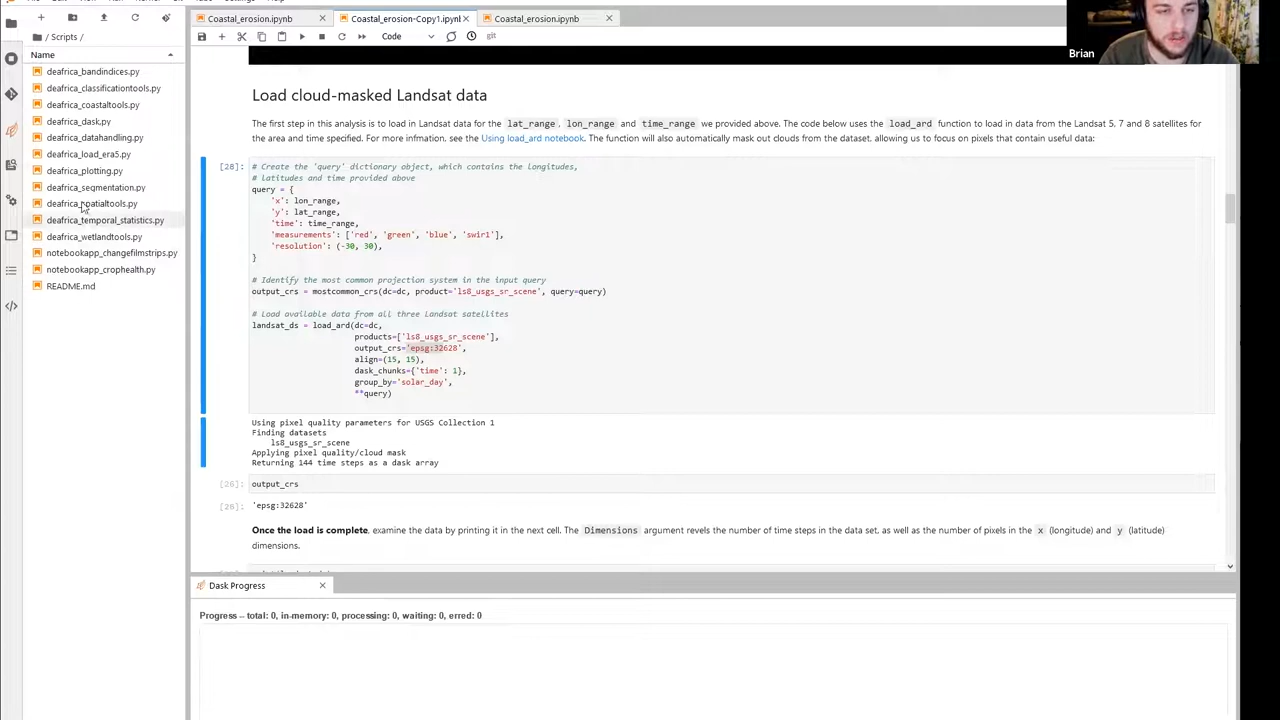 Coastal_erosion.ipynb
Coastal_erosion-Copy1.ipynb
Coastal_erosion.ipynb
Code
git
/ Scripts /
Name
deafrica_bandindices.py
deafrica_classificationtools.py
deafrica_coastaltools.py
deafrica_dask.py
deafrica_datahandling.py
deafrica_load_era5.py
deafrica_plotting.py
deafrica_segmentation.py
deafrica_spatialtools.py
deafrica_temporal_statistics.py
deafrica_wetlandtools.py
notebookapp_changefilmstrips.py
notebookapp_crophealth.py
README.md
Brian
Load cloud-masked Landsat data
The first step in this analysis is to load in Landsat data for the lat_range, lon_range and time_range we provided above. The code below uses the load_ard function to load in data from the Landsat 5, 7 and 8 satellites for
the area and time specified. For more infmation, see the Using load_ard notebook. The function will also automatically mask out clouds from the dataset, allowing us to focus on pixels that contain useful data:
[28]: # Create the 'query' dictionary object, which contains the longitudes,
# latitudes and time provided above
query = {
'x': lon_range,
'y': lat_range,
'time': time_range,
'measurements': ['red', 'green', 'blue', 'swir1'],
'resolution': (-30, 30),
}
# Identify the most common projection system in the input query
output_crs = mostcommon_crs(dc=dc, product='ls8_usgs_sr_scene', query=query)
# Load available data from all three Landsat satellites
landsat_ds = load_ard(dc=dc,
products=['ls8_usgs_sr_scene'],
output_crs='epsg:32628',
align=(15, 15),
dask_chunks={'time': 1},
group_by='solar_day',
**query)
Using pixel quality parameters for USGS Collection 1
Finding datasets
ls8_usgs_sr_scene
Applying pixel quality/cloud mask
Returning 144 time steps as a dask array
[26]: output_crs
[26]: 'epsg:32628'
Once the load is complete, examine the data by printing it in the next cell. The Dimensions argument revels the number of time steps in the data set, as well as the number of pixels in the x (longitude) and y (latitude)
dimensions.
Dask Progress
Progress -- total: 0, in-memory: 0, processing: 0, waiting: 0, erred: 0